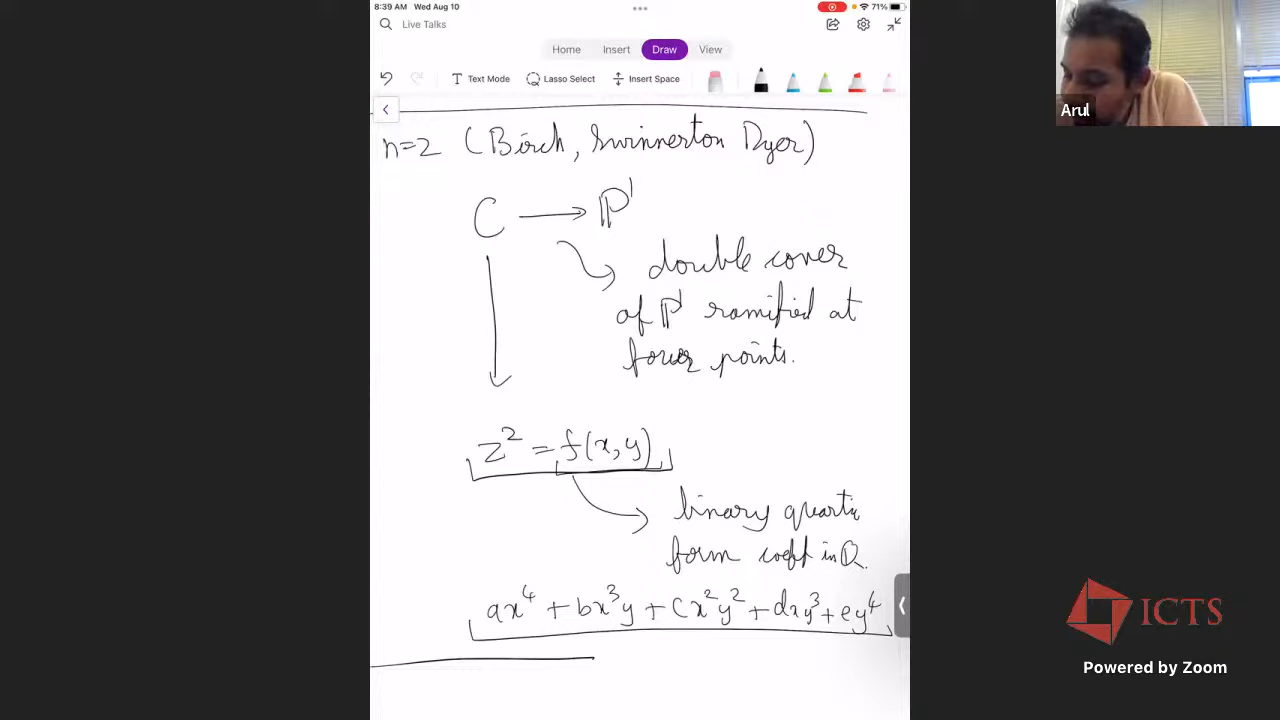 8:39 AM Wed Aug 10
71%
Live Talks
Home Insert Draw View
Text Mode Lasso Select Insert Space
Arul
n=2 (Birch, Swinnerton Dyer)
C → ℙ¹
double cover
of ℙ¹ ramified at
four points.
z² = f(x,y)
binary quartic
form coeff in Q.
ax⁴ + bx³y + cx²y² + dxy³ + ey⁴
ICTS
Powered by Zoom